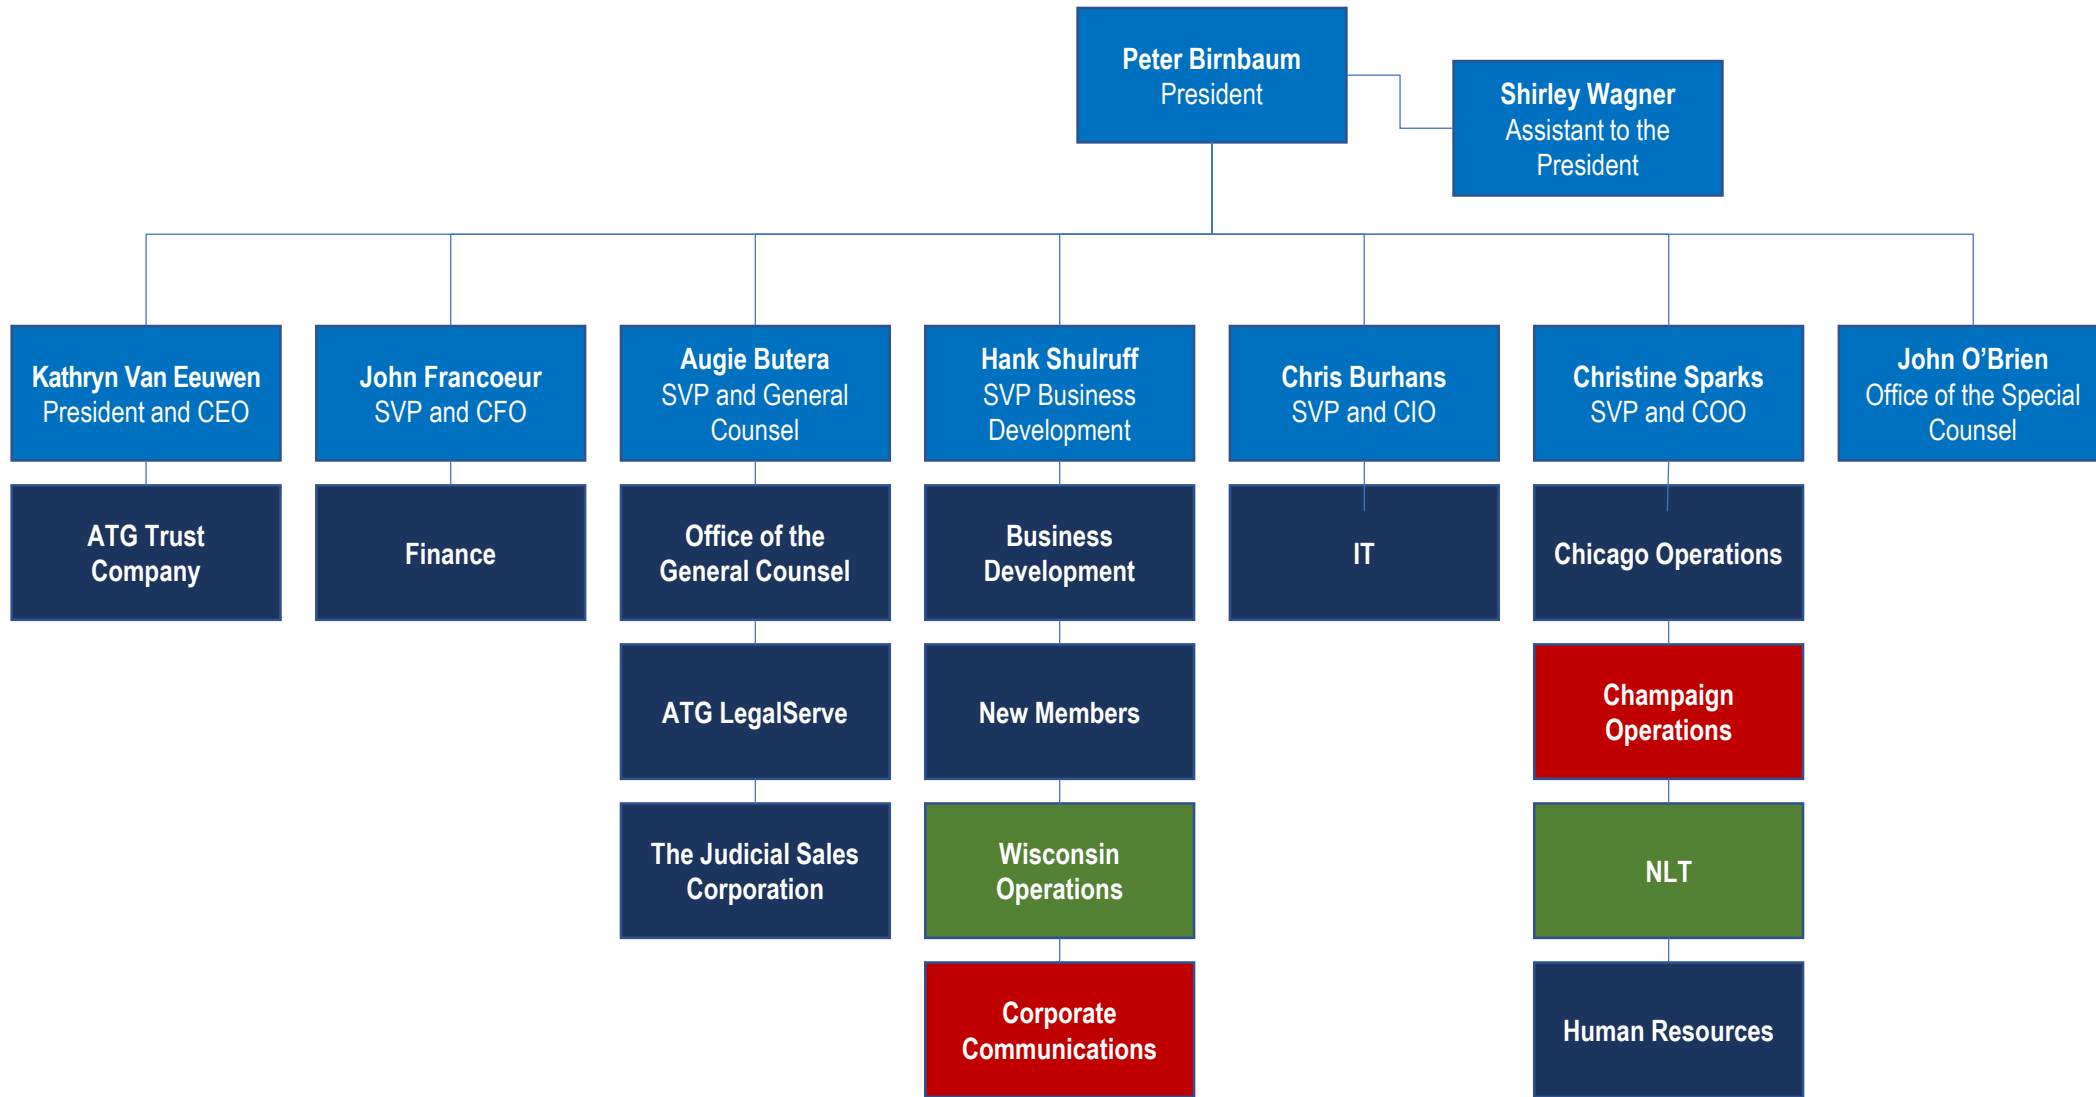 Peter Birnbaum
President
Shirley Wagner
Assistant to the
President
Kathryn Van Eeuwen
President and CEO
John Francoeur
SVP and CFO
Augie Butera
SVP and General
Counsel
Hank Shulruff
SVP Business
Development
Chris Burhans
SVP and CIO
Christine Sparks
SVP and COO
John O’Brien
Office of the Special
Counsel
ATG Trust
Company
Finance
Office of the
General Counsel
Business
Development
IT
Chicago Operations
ATG LegalServe
New Members
Champaign
Operations
The Judicial Sales
Corporation
Wisconsin
Operations
NLT
Corporate
Communications
Human Resources